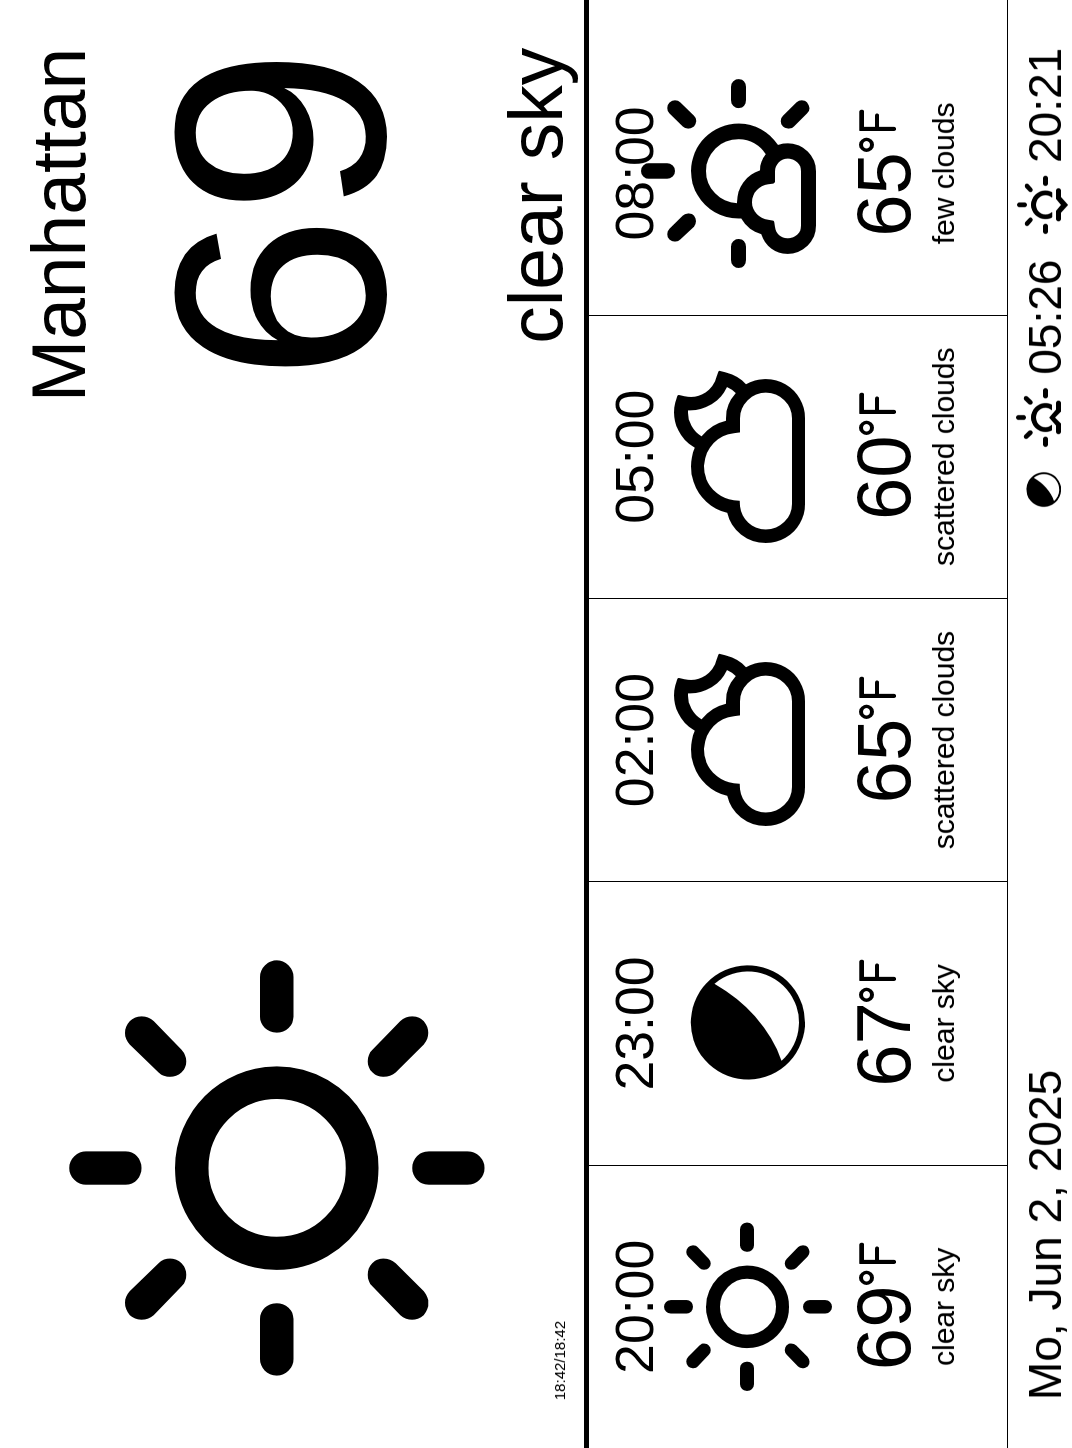 Manhattan
69
clear sky
18:42/18:42
20:00
69°F
clear sky
23:00
67°F
clear sky
02:00
65°F
scattered clouds
05:00
60°F
scattered clouds
08:00
65°F
few clouds
Mo, Jun 2, 2025
05:26 20:21